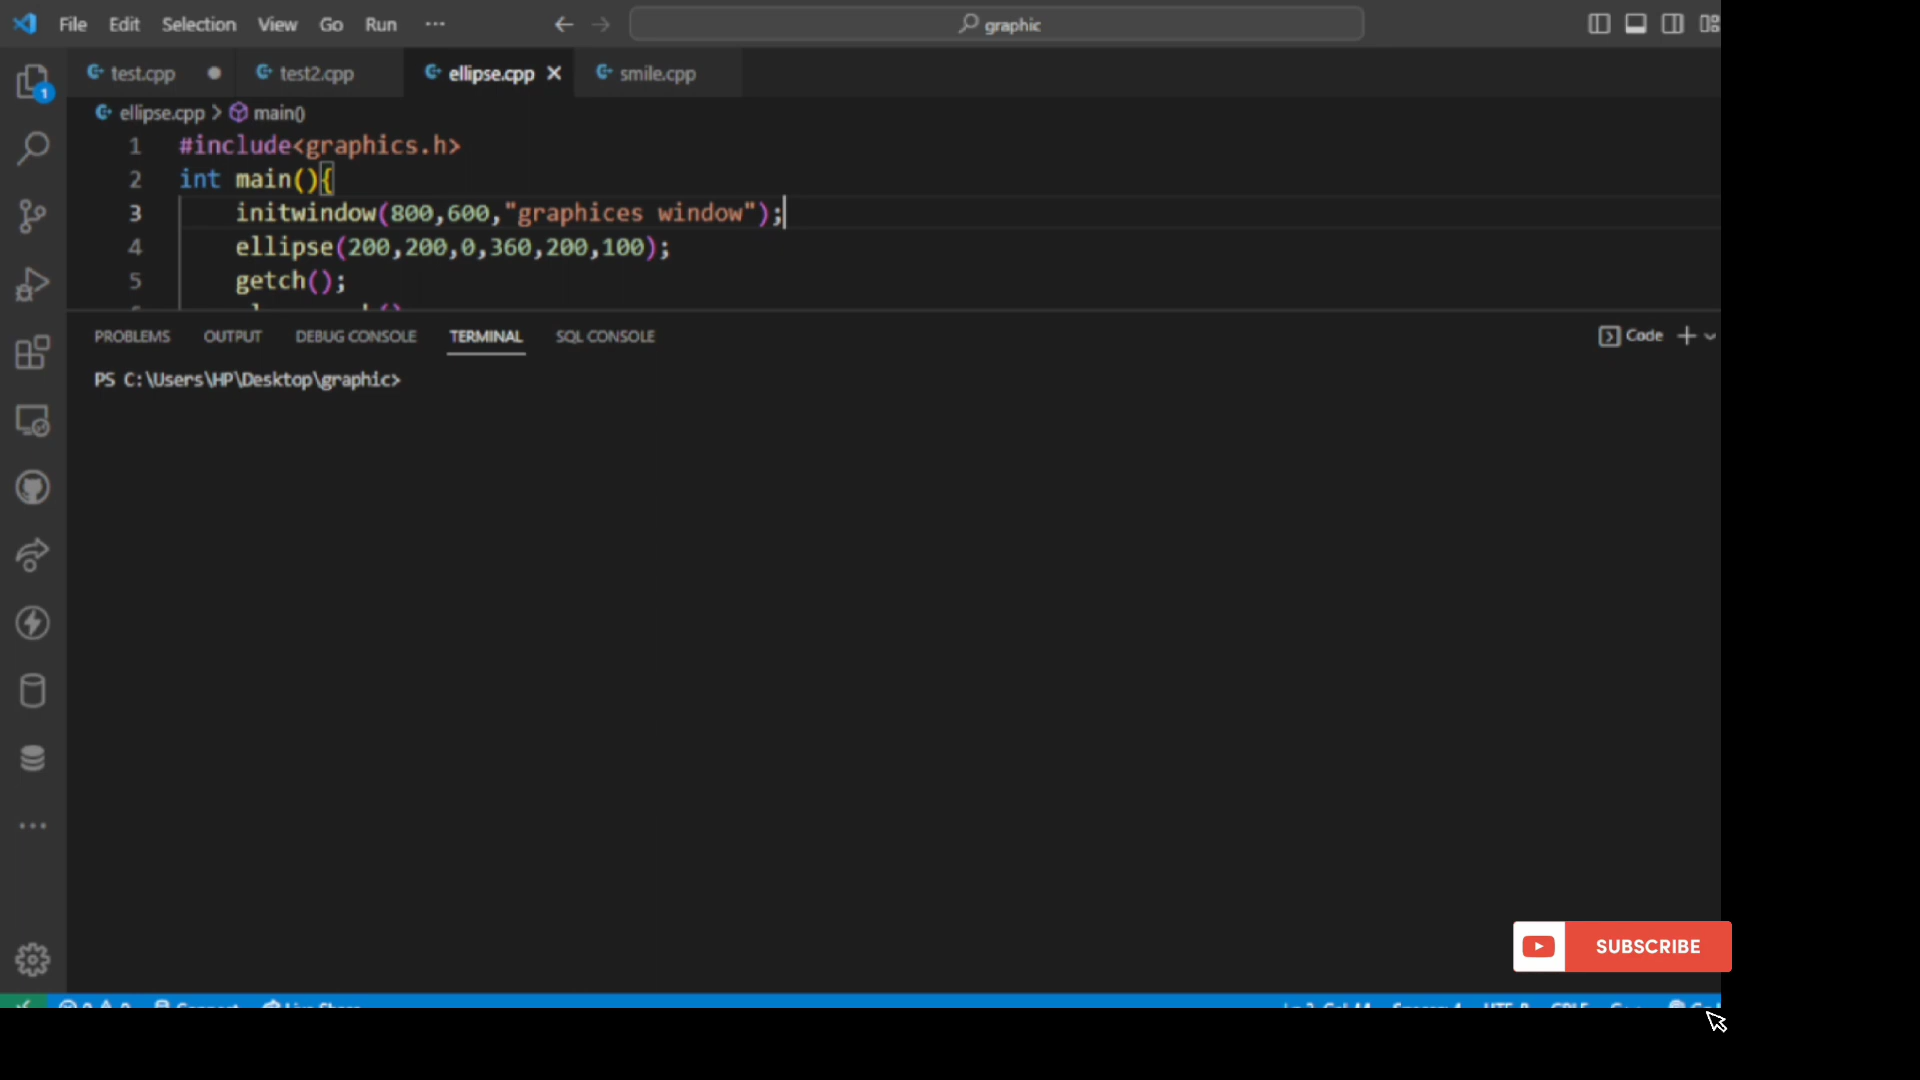 File Edit Selection View Go Run ··· graphic
test.cpp test2.cpp ellipse.cpp smile.cpp
ellipse.cpp > main()
1 #include<graphics.h>
2 int main(){
3 initwindow(800,600,"graphices window");
4 ellipse(200,200,0,360,200,100);
5 getch();
PROBLEMS OUTPUT DEBUG CONSOLE TERMINAL SQL CONSOLE Code
PS C:\Users\HP\Desktop\graphic>
1
SUBSCRIBE